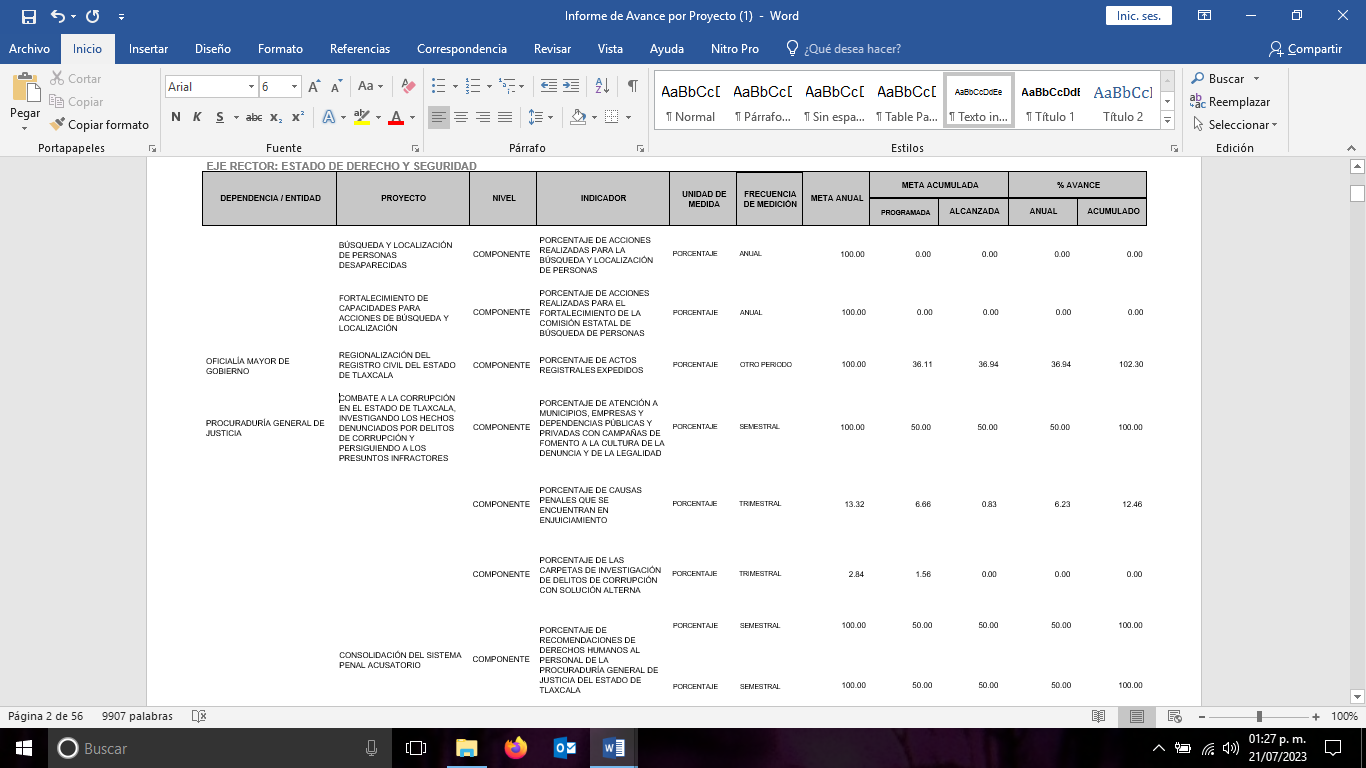 Informe de Avance por Proyecto (1) - Word
Inic. ses.
Archivo Inicio Insertar Diseño Formato Referencias Correspondencia Revisar Vista Ayuda Nitro Pro ¿Qué desea hacer? Compartir
Pegar
Cortar
Copiar
Copiar formato
Portapapeles
Arial 6
Aa
N K S abc x₂ x² A A
Fuente
Párrafo
AaBbCcD AaBbCcD AaBbCcD AaBbCcD AaBbCcDdEe AaBbCcDdE AaBbCcI
¶ Normal ¶ Párrafo... ¶ Sin espa... ¶ Table Pa... ¶ Texto in... ¶ Título 1 Título 2
Estilos
Buscar
Reemplazar
Seleccionar
Edición
EJE RECTOR: ESTADO DE DERECHO Y SEGURIDAD
DEPENDENCIA / ENTIDAD PROYECTO NIVEL INDICADOR UNIDAD DE MEDIDA FRECUENCIA DE MEDICIÓN META ANUAL META ACUMULADA % AVANCE
PROGRAMADA ALCANZADA ANUAL ACUMULADO
BÚSQUEDA Y LOCALIZACIÓN
DE PERSONAS
DESAPARECIDAS
COMPONENTE
PORCENTAJE DE ACCIONES
REALIZADAS PARA LA
BÚSQUEDA Y LOCALIZACIÓN
DE PERSONAS
PORCENTAJE ANUAL 100.00 0.00 0.00 0.00 0.00
FORTALECIMIENTO DE
CAPACIDADES PARA
ACCIONES DE BÚSQUEDA Y
LOCALIZACIÓN
COMPONENTE
PORCENTAJE DE ACCIONES
REALIZADAS PARA EL
FORTALECIMIENTO DE LA
COMISIÓN ESTATAL DE
BÚSQUEDA DE PERSONAS
PORCENTAJE ANUAL 100.00 0.00 0.00 0.00 0.00
OFICIALÍA MAYOR DE
GOBIERNO
REGIONALIZACIÓN DEL
REGISTRO CIVIL DEL ESTADO
DE TLAXCALA
COMPONENTE
PORCENTAJE DE ACTOS
REGISTRALES EXPEDIDOS
PORCENTAJE OTRO PERIODO 100.00 36.11 36.94 36.94 102.30
PROCURADURÍA GENERAL DE
JUSTICIA
COMBATE A LA CORRUPCIÓN
EN EL ESTADO DE TLAXCALA,
INVESTIGANDO LOS HECHOS
DENUNCIADOS POR DELITOS
DE CORRUPCIÓN Y
PERSIGUIENDO A LOS
PRESUNTOS INFRACTORES
COMPONENTE
PORCENTAJE DE ATENCIÓN A
MUNICIPIOS, EMPRESAS Y
DEPENDENCIAS PÚBLICAS Y
PRIVADAS CON CAMPAÑAS DE
FOMENTO A LA CULTURA DE LA
DENUNCIA Y DE LA LEGALIDAD
PORCENTAJE SEMESTRAL 100.00 50.00 50.00 50.00 100.00
COMPONENTE
PORCENTAJE DE CAUSAS
PENALES QUE SE
ENCUENTRAN EN
ENJUICIAMIENTO
PORCENTAJE TRIMESTRAL 13.32 6.66 0.83 6.23 12.46
COMPONENTE
PORCENTAJE DE LAS
CARPETAS DE INVESTIGACIÓN
DE DELITOS DE CORRUPCIÓN
CON SOLUCIÓN ALTERNA
PORCENTAJE TRIMESTRAL 2.84 1.56 0.00 0.00 0.00
CONSOLIDACIÓN DEL SISTEMA
PENAL ACUSATORIO
COMPONENTE
PORCENTAJE DE
RECOMENDACIONES DE
DERECHOS HUMANOS AL
PERSONAL DE LA
PROCURADURÍA GENERAL DE
JUSTICIA DEL ESTADO DE
TLAXCALA
PORCENTAJE SEMESTRAL 100.00 50.00 50.00 50.00 100.00
PORCENTAJE SEMESTRAL 100.00 50.00 50.00 50.00 100.00
Página 2 de 56 9907 palabras 100%
Buscar
01:27 p. m.
21/07/2023